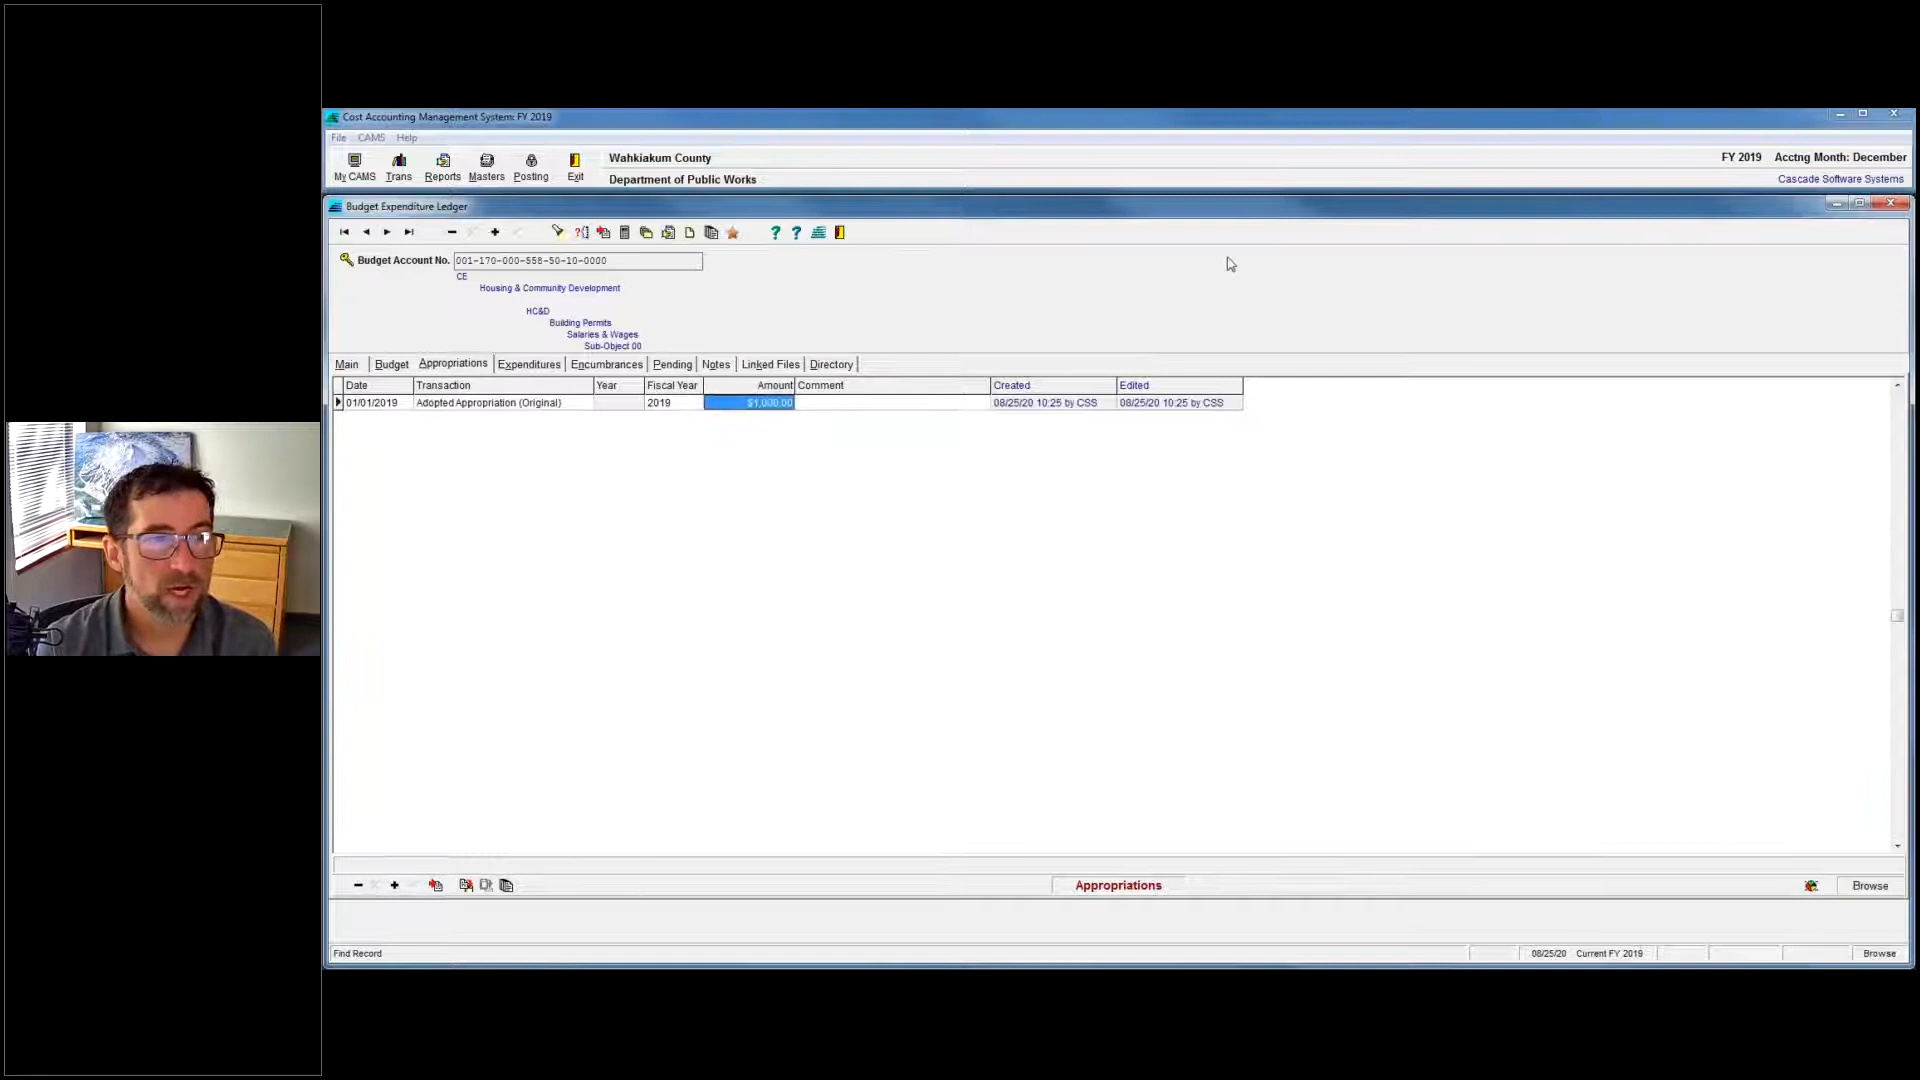 Cost Accounting Management System: FY 2019
File CAMS Help
My CAMS Trans Reports Masters Posting Exit
Wahkiakum County
Department of Public Works
FY 2019 Acctng Month: December
Cascade Software Systems
Budget Expenditure Ledger
Budget Account No. 001-170-000-558-50-10-0000
CE
Housing & Community Development
HC&D
Building Permits
Salaries & Wages
Sub-Object 00
Main Budget Appropriations Expenditures Encumbrances Pending Notes Linked Files Directory
Date Transaction Year Fiscal Year Amount Comment Created Edited
01/01/2019 Adopted Appropriation (Original) 2019 $1,000.00 08/25/20 10:25 by CSS 08/25/20 10:25 by CSS
Appropriations
Browse
Find Record
08/25/20 Current FY 2019
Browse